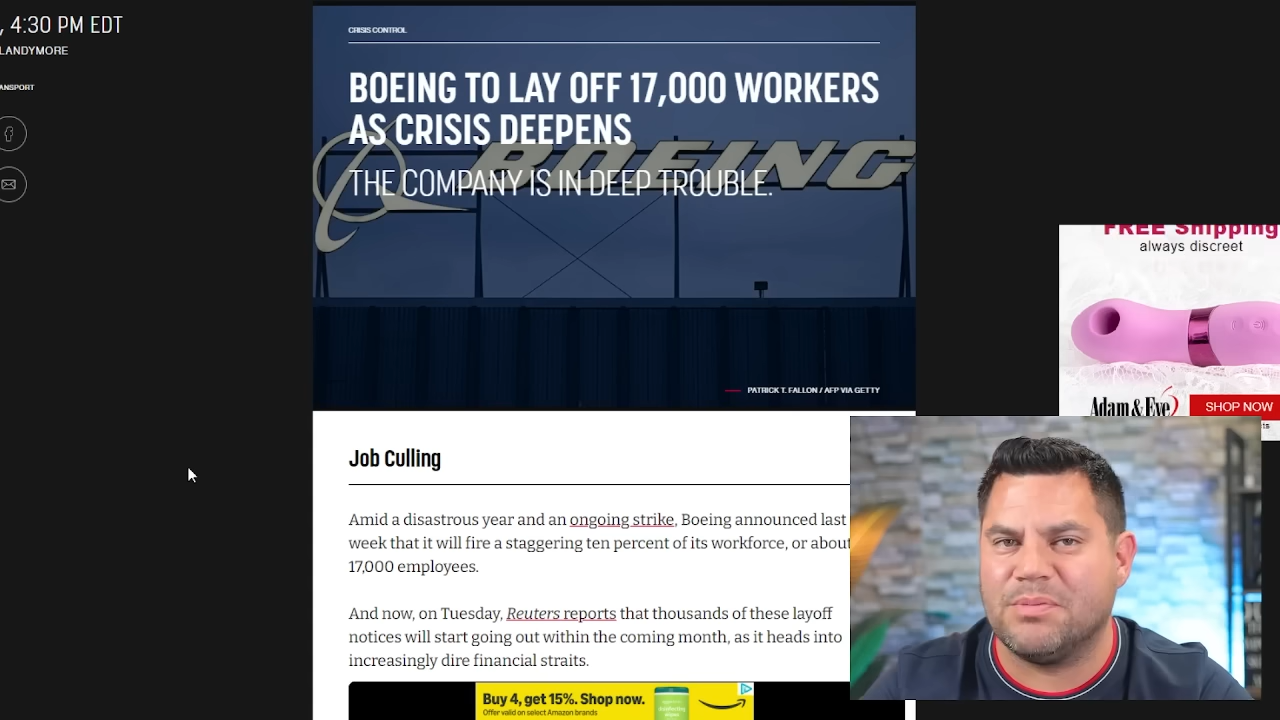 , 4:30 PM EDT
LANDYMORE
ANSPORT
CRISIS CONTROL
BOEING TO LAY OFF 17,000 WORKERS
AS CRISIS DEEPENS
BOEING
THE COMPANY IS IN DEEP TROUBLE.
PATRICK T. FALLON / AFP VIA GETTY
Job Culling
Amid a disastrous year and an ongoing strike, Boeing announced last
week that it will fire a staggering ten percent of its workforce, or about
17,000 employees.
And now, on Tuesday, Reuters reports that thousands of these layoff
notices will start going out within the coming month, as it heads into
increasingly dire financial straits.
Buy 4, get 15%. Shop now.
Offer valid on select Amazon brands
FREE Shipping
always discreet
Adam & Eve
SHOP NOW